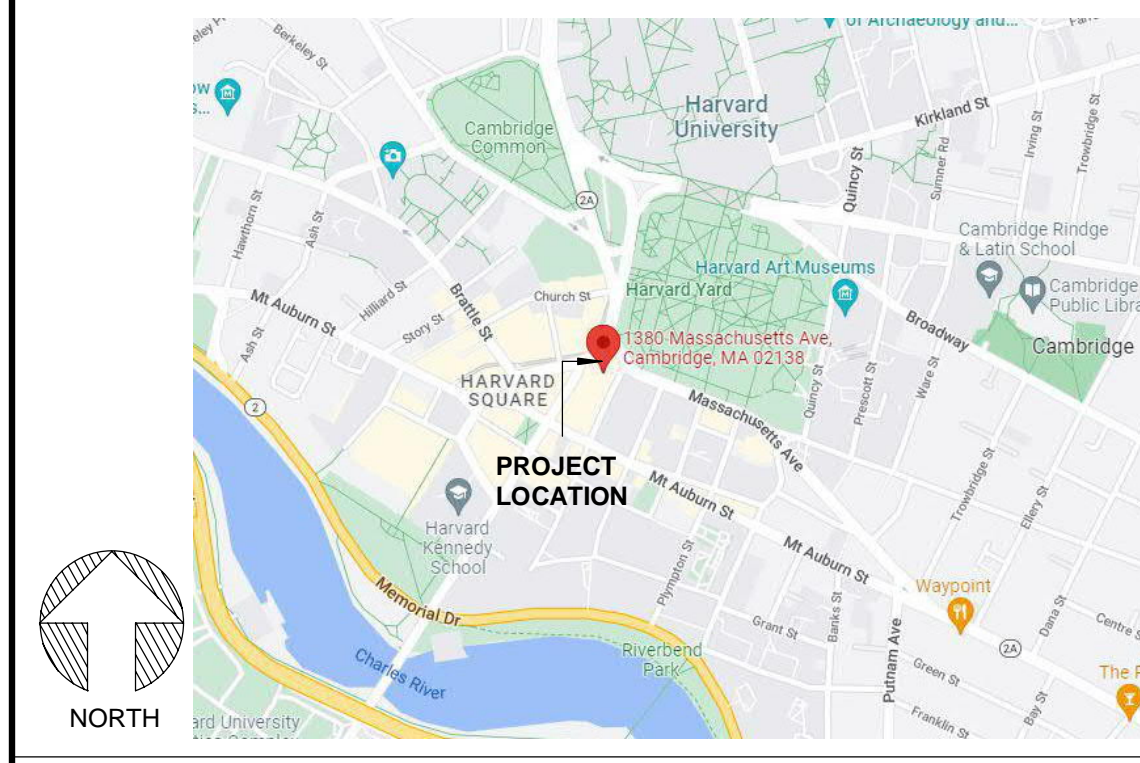 of Archaeology and...
Berkeley St
Harvard
University
Kirkland St
Irving St
Trowbridge St
Cambridge
Common
2A
Quincy St
Sumner Rd
Hawthorn St
Ash St
Cambridge Rindge
& Latin School
Harvard Art Museums
Harvard Yard
Cambridge
Public Libra
Mt Auburn St
Hilliard St
Brattle St
Church St
Story St
Broadway
Ash St
1380 Massachusetts Ave,
Cambridge, MA 02138
Cambridge
HARVARD
SQUARE
Quincy St
Prescott St
Ware St
2
Massachusetts Ave
PROJECT
LOCATION
Mt Auburn St
Trowbridge St
Ellery St
Harvard
Kennedy
School
Mt Auburn St
Plympton St
Waypoint
Memorial Dr
Grant St
Banks St
Dana St
Centre S
2A
Riverbend
Park
Charles River
Putnam Ave
Green St
The
Bay St
Franklin St
NORTH
ard University